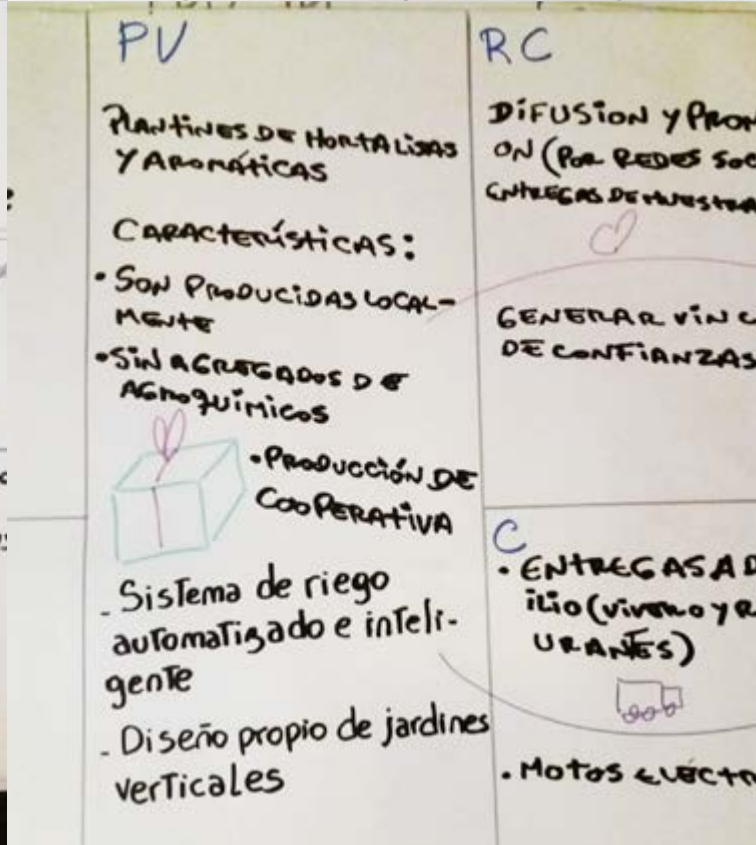 PV
PLANTINES DE HORTALISAS
Y AROMÁTICAS
CARACTERÍSTICAS:
• SON PRODUCIDAS LOCAL-
MENTE
• SIN AGREGADOS DE
AGROQUÍMICOS
• PRODUCCIÓN DE
COOPERATIVA
- Sistema de riego
automatizado e inteli-
gente
- Diseño propio de jardines
verticales
RC
DIFUSION Y PROM
ON (POR REDES SOC
ENTREGAS DE MUESTRA
GENERAR VINC
DE CONFIANZAS
C
• ENTREGAS A D
ILIO (VIVERO Y R
URANTES)
• MOTOS ELÉCTR